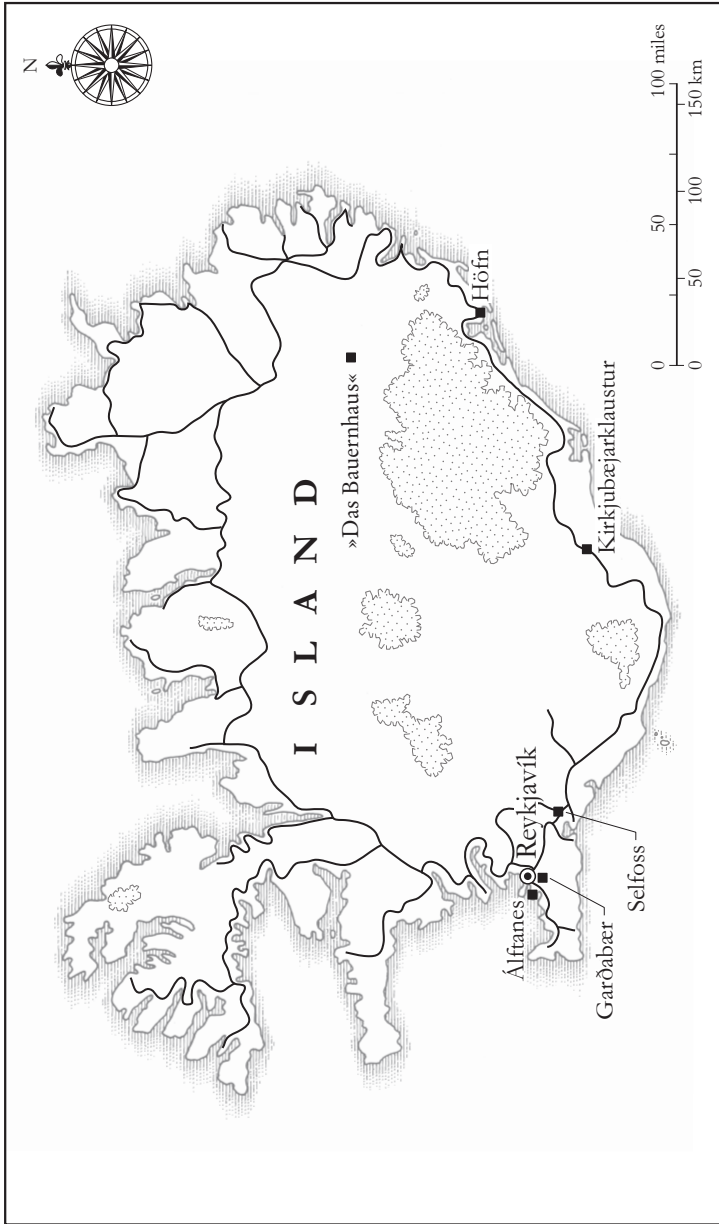 N
ISLAND
»Das Bauernhaus«
Höfn
Kirkjubæjarklaustur
Reykjavík
Álftanes
Garðabær
Selfoss
0 50 100 miles
0 50 100 150 km